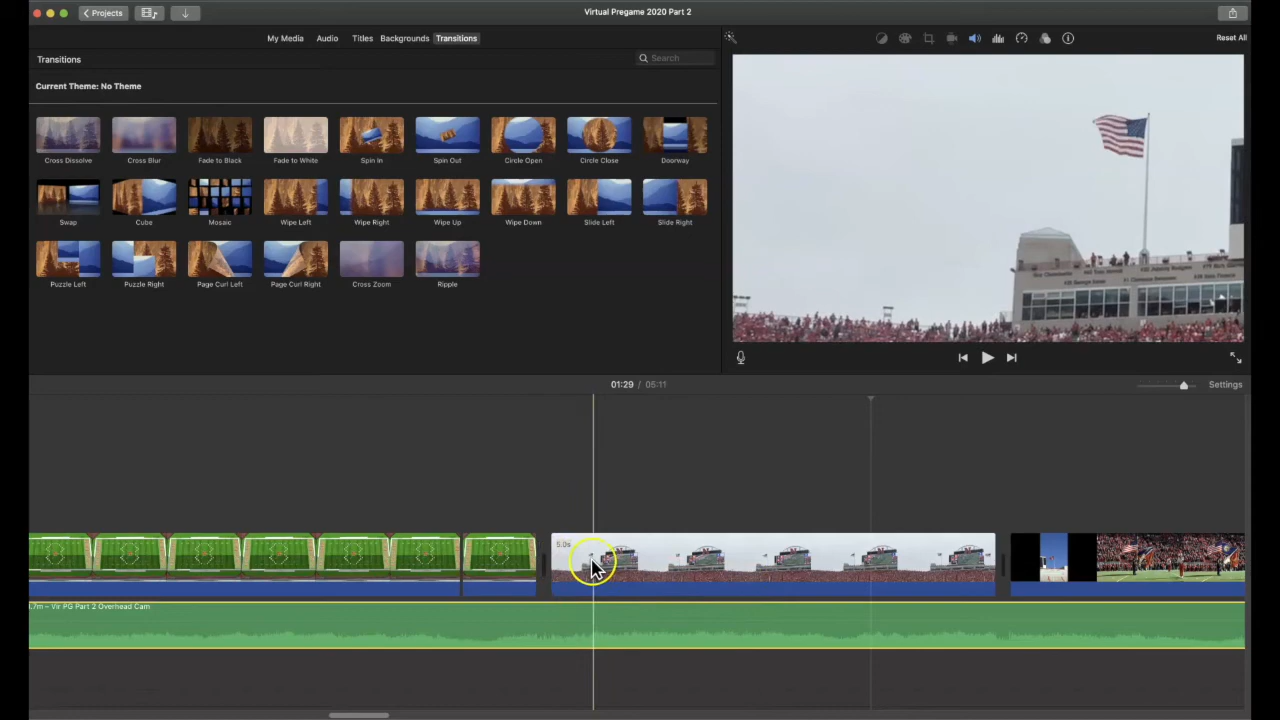 Projects
Virtual Pregame 2020 Part 2
My Media Audio Titles Backgrounds Transitions
Reset All
Transitions
Search
Current Theme: No Theme
Cross Dissolve Cross Blur Fade to Black Fade to White Spin In Spin Out Circle Open Circle Close Doorway
Swap Cube Mosaic Wipe Left Wipe Right Wipe Up Wipe Down Slide Left Slide Right
Puzzle Left Puzzle Right Page Curl Left Page Curl Right Cross Zoom Ripple
01:29 / 05:11
Settings
5.0s
.7m – Vir PG Part 2 Overhead Cam